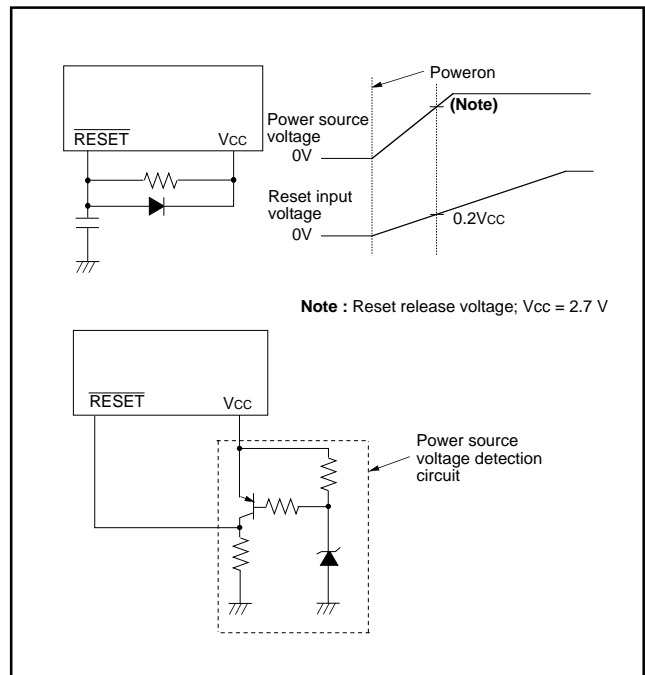 RESET
VCC
Poweron
(Note)
Power source
voltage
0V
Reset input
voltage
0V
0.2VCC
Note : Reset release voltage; Vcc = 2.7 V
RESET
VCC
Power source
voltage detection
circuit